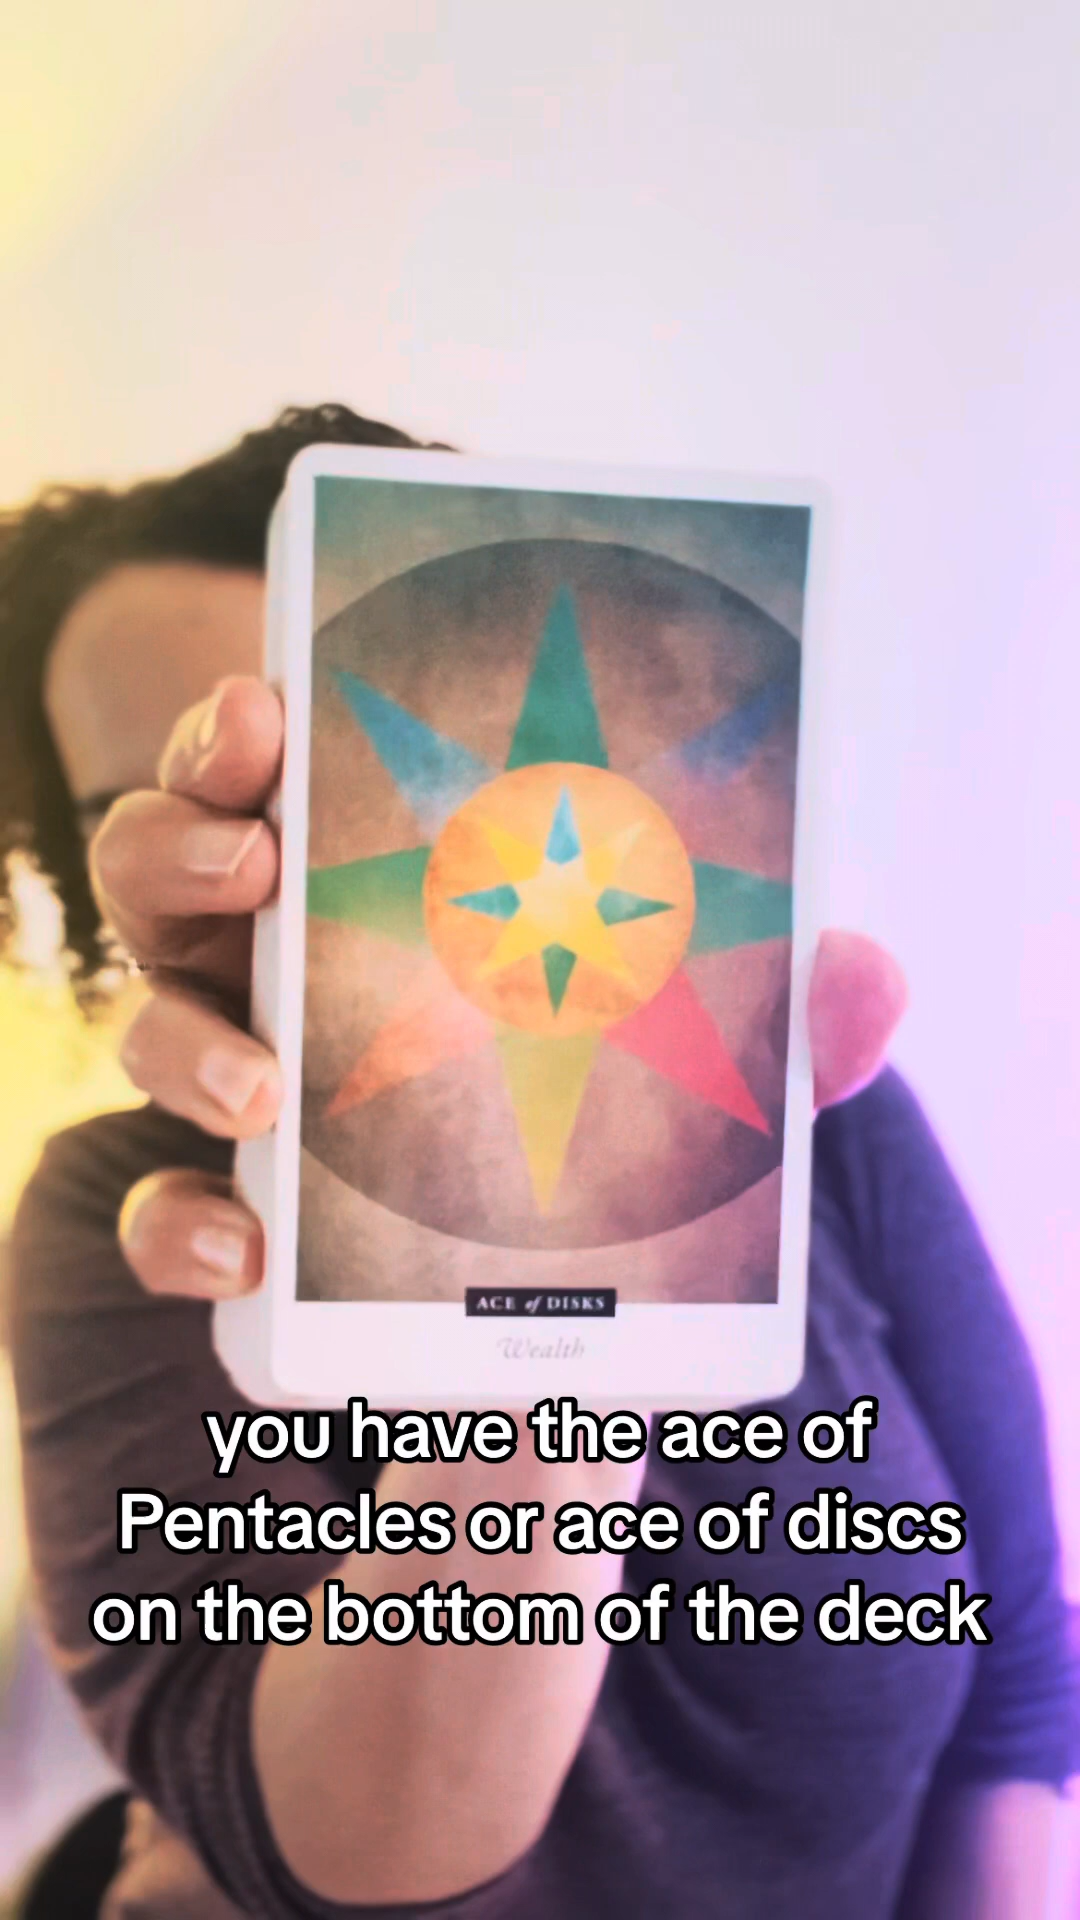 ACE of DISKS
Wealth
you have the ace of
Pentacles or ace of discs
on the bottom of the deck